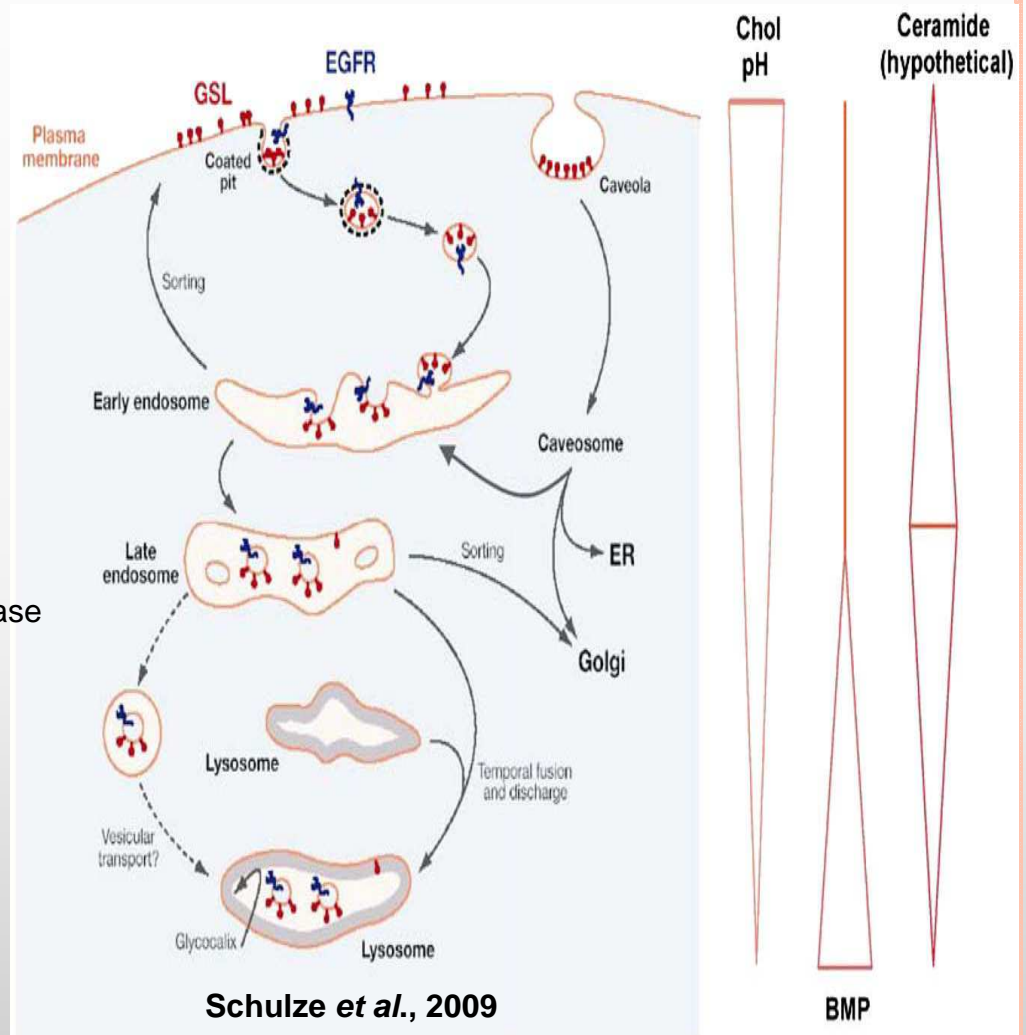 Chol
pH
Ceramide
(hypothetical)
EGFR
GSL
Plasma
membrane
Coated
pit
Caveola
Sorting
Early endosome
Caveosome
Late
endosome
Sorting
ER
ase
Golgi
Lysosome
Temporal fusion
and discharge
Vesicular
transport?
Glycocalix
Lysosome
Schulze et al., 2009
BMP